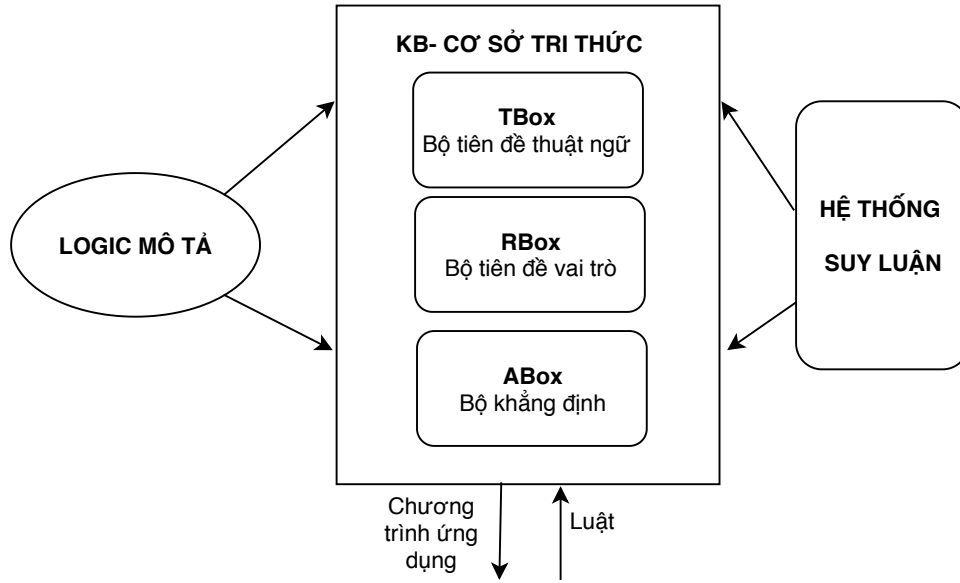 KB- CƠ SỞ TRI THỨC
TBox
Bộ tiên đề thuật ngữ
RBox
Bộ tiên đề vai trò
ABox
Bộ khẳng định
LOGIC MÔ TẢ
HỆ THỐNG
SUY LUẬN
Chương
trình ứng
dụng
Luật